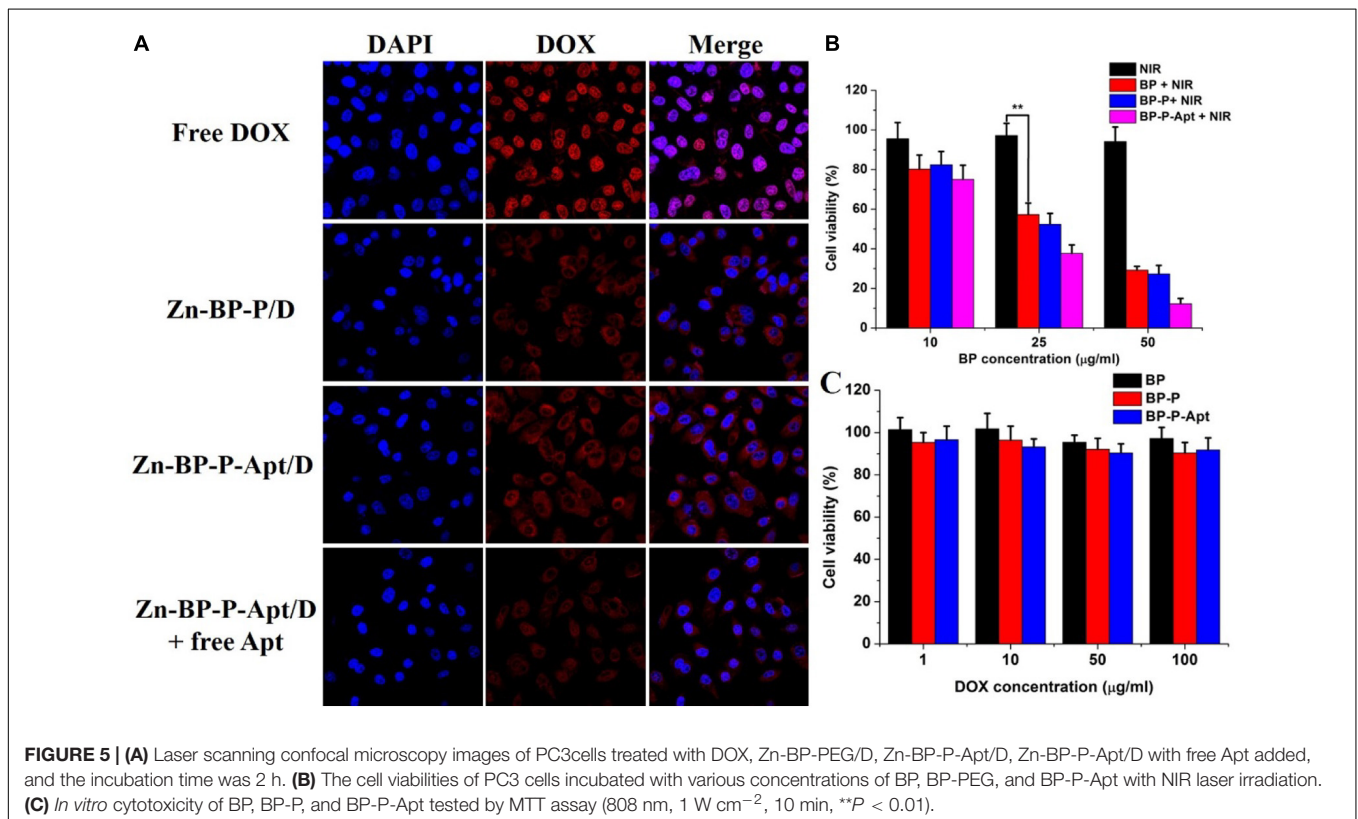 A
DAPI DOX Merge
Free DOX
Zn-BP-P/D
Zn-BP-P-Apt/D
Zn-BP-P-Apt/D
+ free Apt
B
NIR
BP + NIR
BP-P+ NIR
BP-P-Apt + NIR
**
Cell viability (%)
120
100
80
60
40
20
0
10 25 50
BP concentration (μg/ml)
C
BP
BP-P
BP-P-Apt
Cell viability (%)
120
100
80
60
40
20
0
1 10 50 100
DOX concentration (μg/ml)
FIGURE 5 | (A) Laser scanning confocal microscopy images of PC3cells treated with DOX, Zn-BP-PEG/D, Zn-BP-P-Apt/D, Zn-BP-P-Apt/D with free Apt added,
and the incubation time was 2 h. (B) The cell viabilities of PC3 cells incubated with various concentrations of BP, BP-PEG, and BP-P-Apt with NIR laser irradiation.
(C) In vitro cytotoxicity of BP, BP-P, and BP-P-Apt tested by MTT assay (808 nm, 1 W cm−2, 10 min, **P < 0.01).